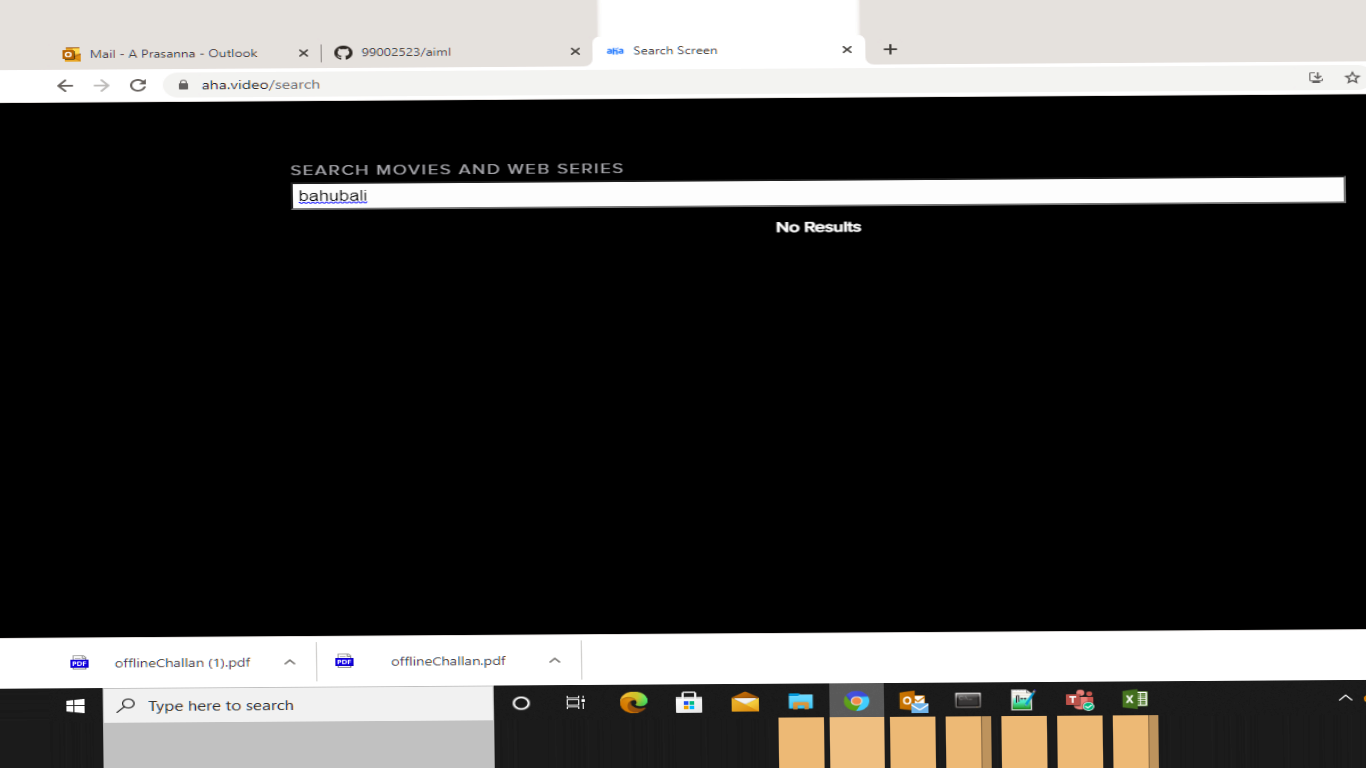 Mail - A Prasanna - Outlook
99002523/aiml
aha Search Screen
aha.video/search
SEARCH MOVIES AND WEB SERIES
bahubali
No Results
PDF offlineChallan (1).pdf
PDF offlineChallan.pdf
Type here to search